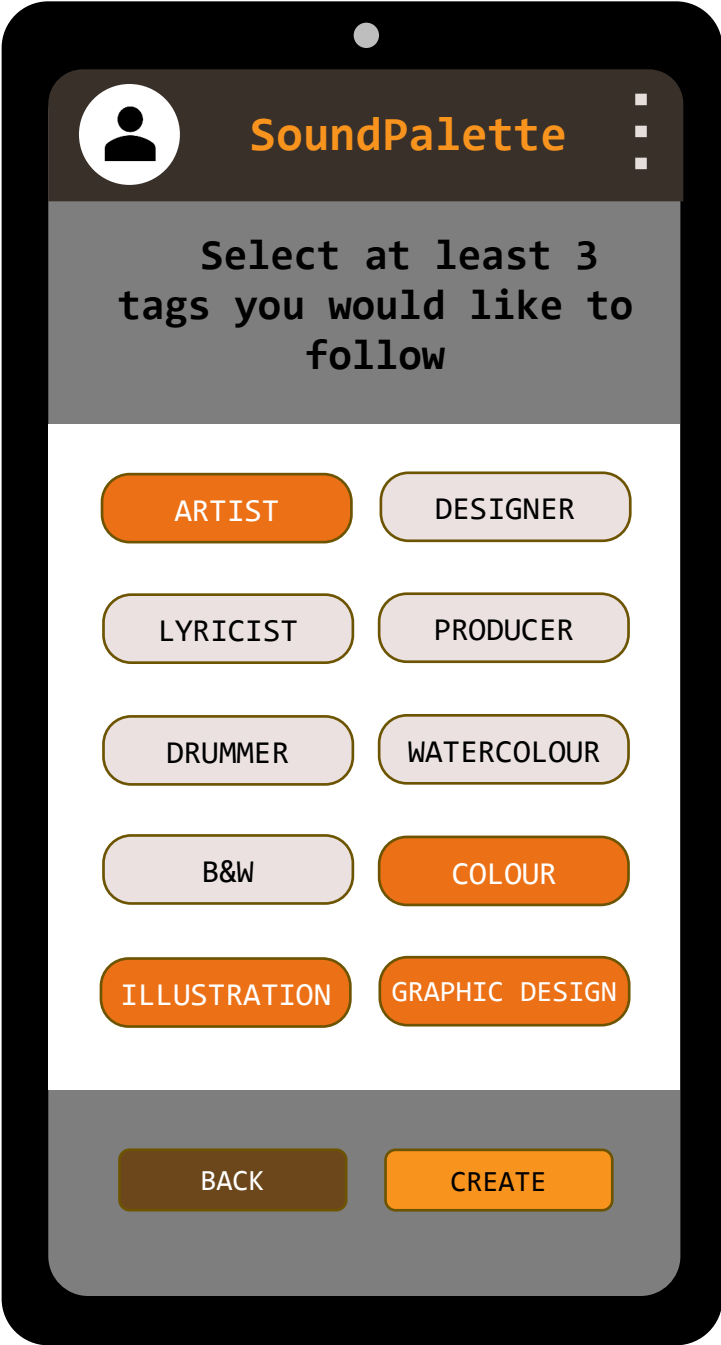 SoundPalette
Select at least 3
tags you would like to
follow
ARTIST
DESIGNER
LYRICIST
PRODUCER
DRUMMER
WATERCOLOUR
B&W
COLOUR
ILLUSTRATION
GRAPHIC DESIGN
BACK
CREATE